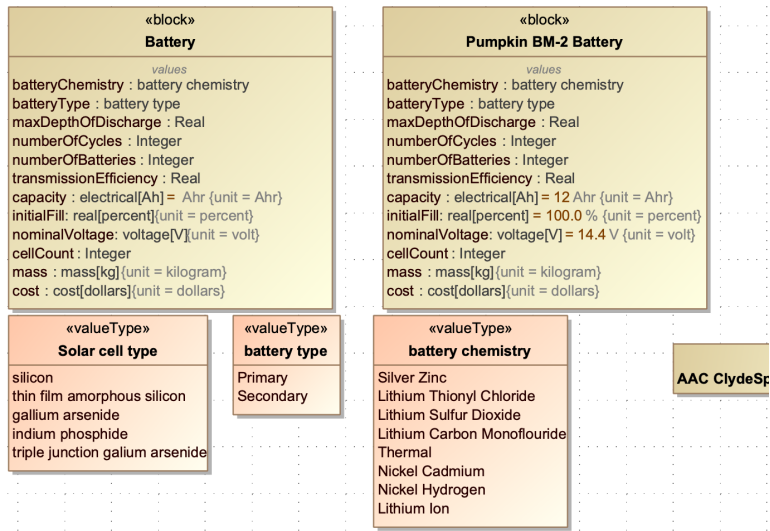 «block»
Battery
values
batteryChemistry : battery chemistry
batteryType : battery type
maxDepthOfDischarge : Real
numberOfCycles : Integer
numberOfBatteries : Integer
transmissionEfficiency : Real
capacity : electrical[Ah] = Ahr {unit = Ahr}
initialFill: real[percent]{unit = percent}
nominalVoltage: voltage[V]{unit = volt}
cellCount : Integer
mass : mass[kg]{unit = kilogram}
cost : cost[dollars]{unit = dollars}
«block»
Pumpkin BM-2 Battery
values
batteryChemistry : battery chemistry
batteryType : battery type
maxDepthOfDischarge : Real
numberOfCycles : Integer
numberOfBatteries : Integer
transmissionEfficiency : Real
capacity : electrical[Ah] = 12 Ahr {unit = Ahr}
initialFill: real[percent] = 100.0 % {unit = percent}
nominalVoltage: voltage[V] = 14.4 V {unit = volt}
cellCount : Integer
mass : mass[kg]{unit = kilogram}
cost : cost[dollars]{unit = dollars}
«valueType»
Solar cell type
silicon
thin film amorphous silicon
gallium arsenide
indium phosphide
triple junction galium arsenide
«valueType»
battery type
Primary
Secondary
«valueType»
battery chemistry
Silver Zinc
Lithium Thionyl Chloride
Lithium Sulfur Dioxide
Lithium Carbon Monoflouride
Thermal
Nickel Cadmium
Nickel Hydrogen
Lithium Ion
AAC ClydeSp